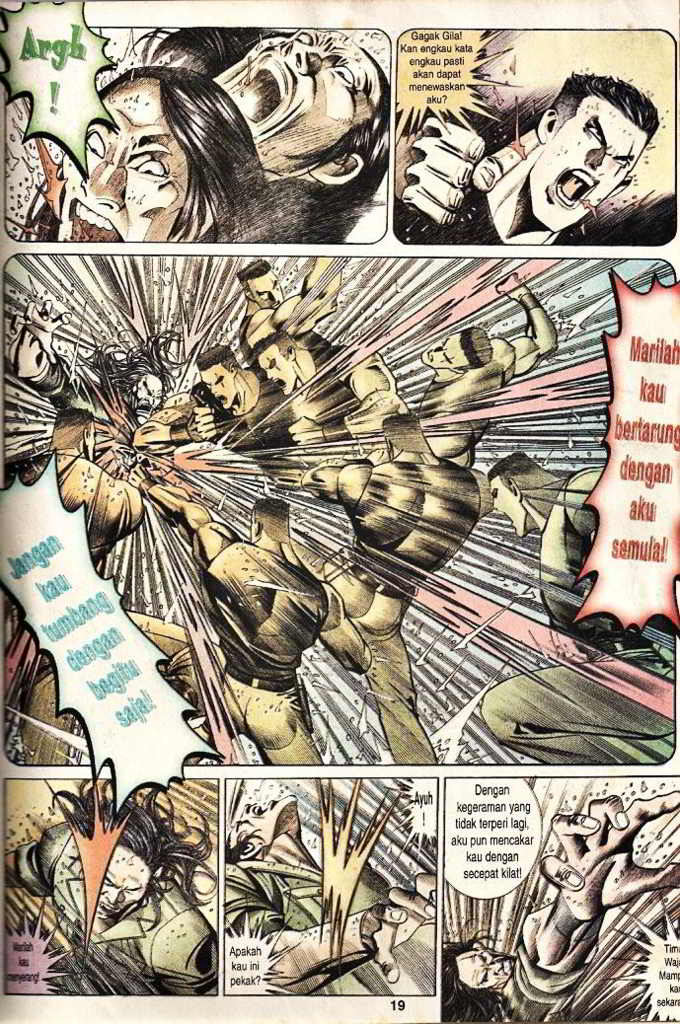 Argh
!
Gagak Gila!
Kan engkau kata
engkau pasti
akan dapat
menewaskan
aku?
Marilah
kau
bertarung
dengan
aku
semula!
Jangan
kau
tumbang
dengan
begitu
saja!
Marilah
kau
menyerang!
Apakah
kau ini
pekak?
Ayuh
!
Dengan
kegeraman yang
tidak terperi lagi,
aku pun mencakar
kau dengan
secepat kilat!
19